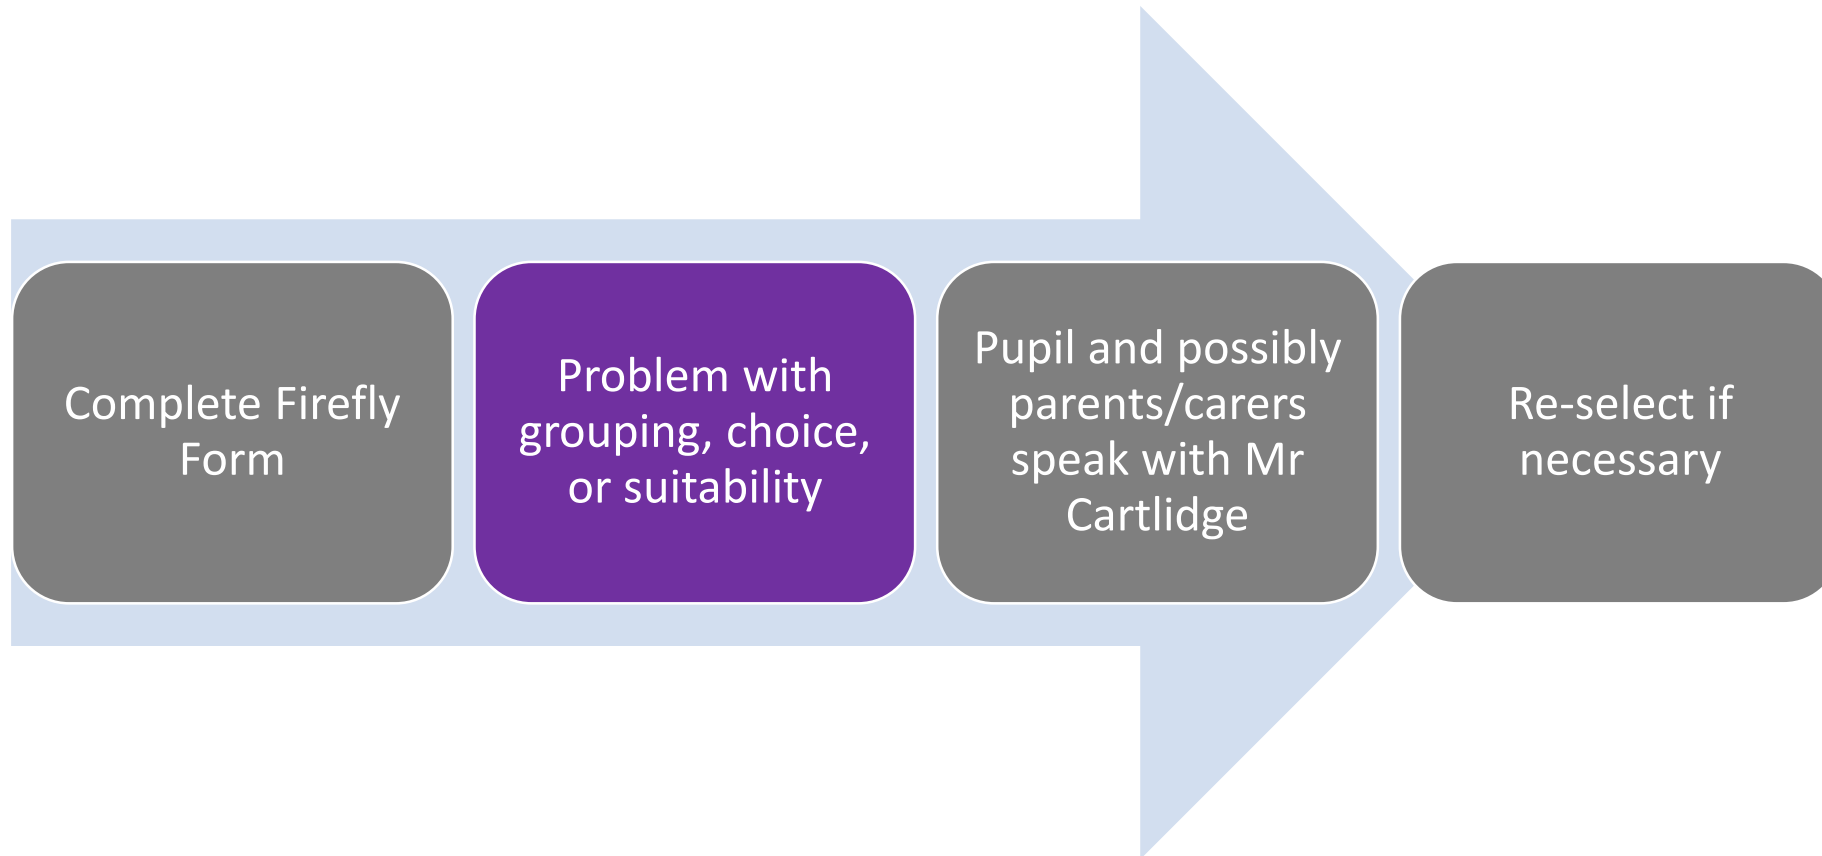 Complete Firefly
Form
Problem with
grouping, choice,
or suitability
Pupil and possibly
parents/carers
speak with Mr
Cartlidge
Re-select if
necessary